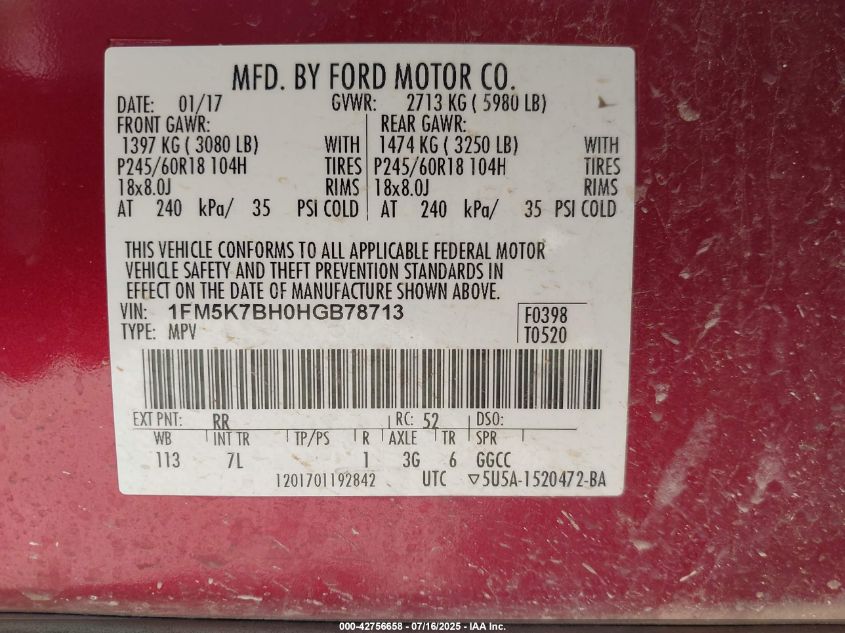 MFD. BY FORD MOTOR CO.
DATE: 01/17 GVWR: 2713 KG ( 5980 LB)
FRONT GAWR: REAR GAWR:
1397 KG ( 3080 LB) WITH 1474 KG ( 3250 LB) WITH
P245/60R18 104H TIRES P245/60R18 104H TIRES
18x8.0J RIMS 18x8.0J RIMS
AT 240 kPa/ 35 PSI COLD AT 240 kPa/ 35 PSI COLD
THIS VEHICLE CONFORMS TO ALL APPLICABLE FEDERAL MOTOR
VEHICLE SAFETY AND THEFT PREVENTION STANDARDS IN
EFFECT ON THE DATE OF MANUFACTURE SHOWN ABOVE.
VIN: 1FM5K7BH0HGB78713 F0398
TYPE: MPV T0520
EXT PNT: RR RC: 52 DSO:
WB INT TR TP/PS R AXLE TR SPR
113 7L 1 3G 6 GGCC
1201701192842 UTC ▽5U5A-1520472-BA
000-42756658 - 07/16/2025 - IAA Inc.